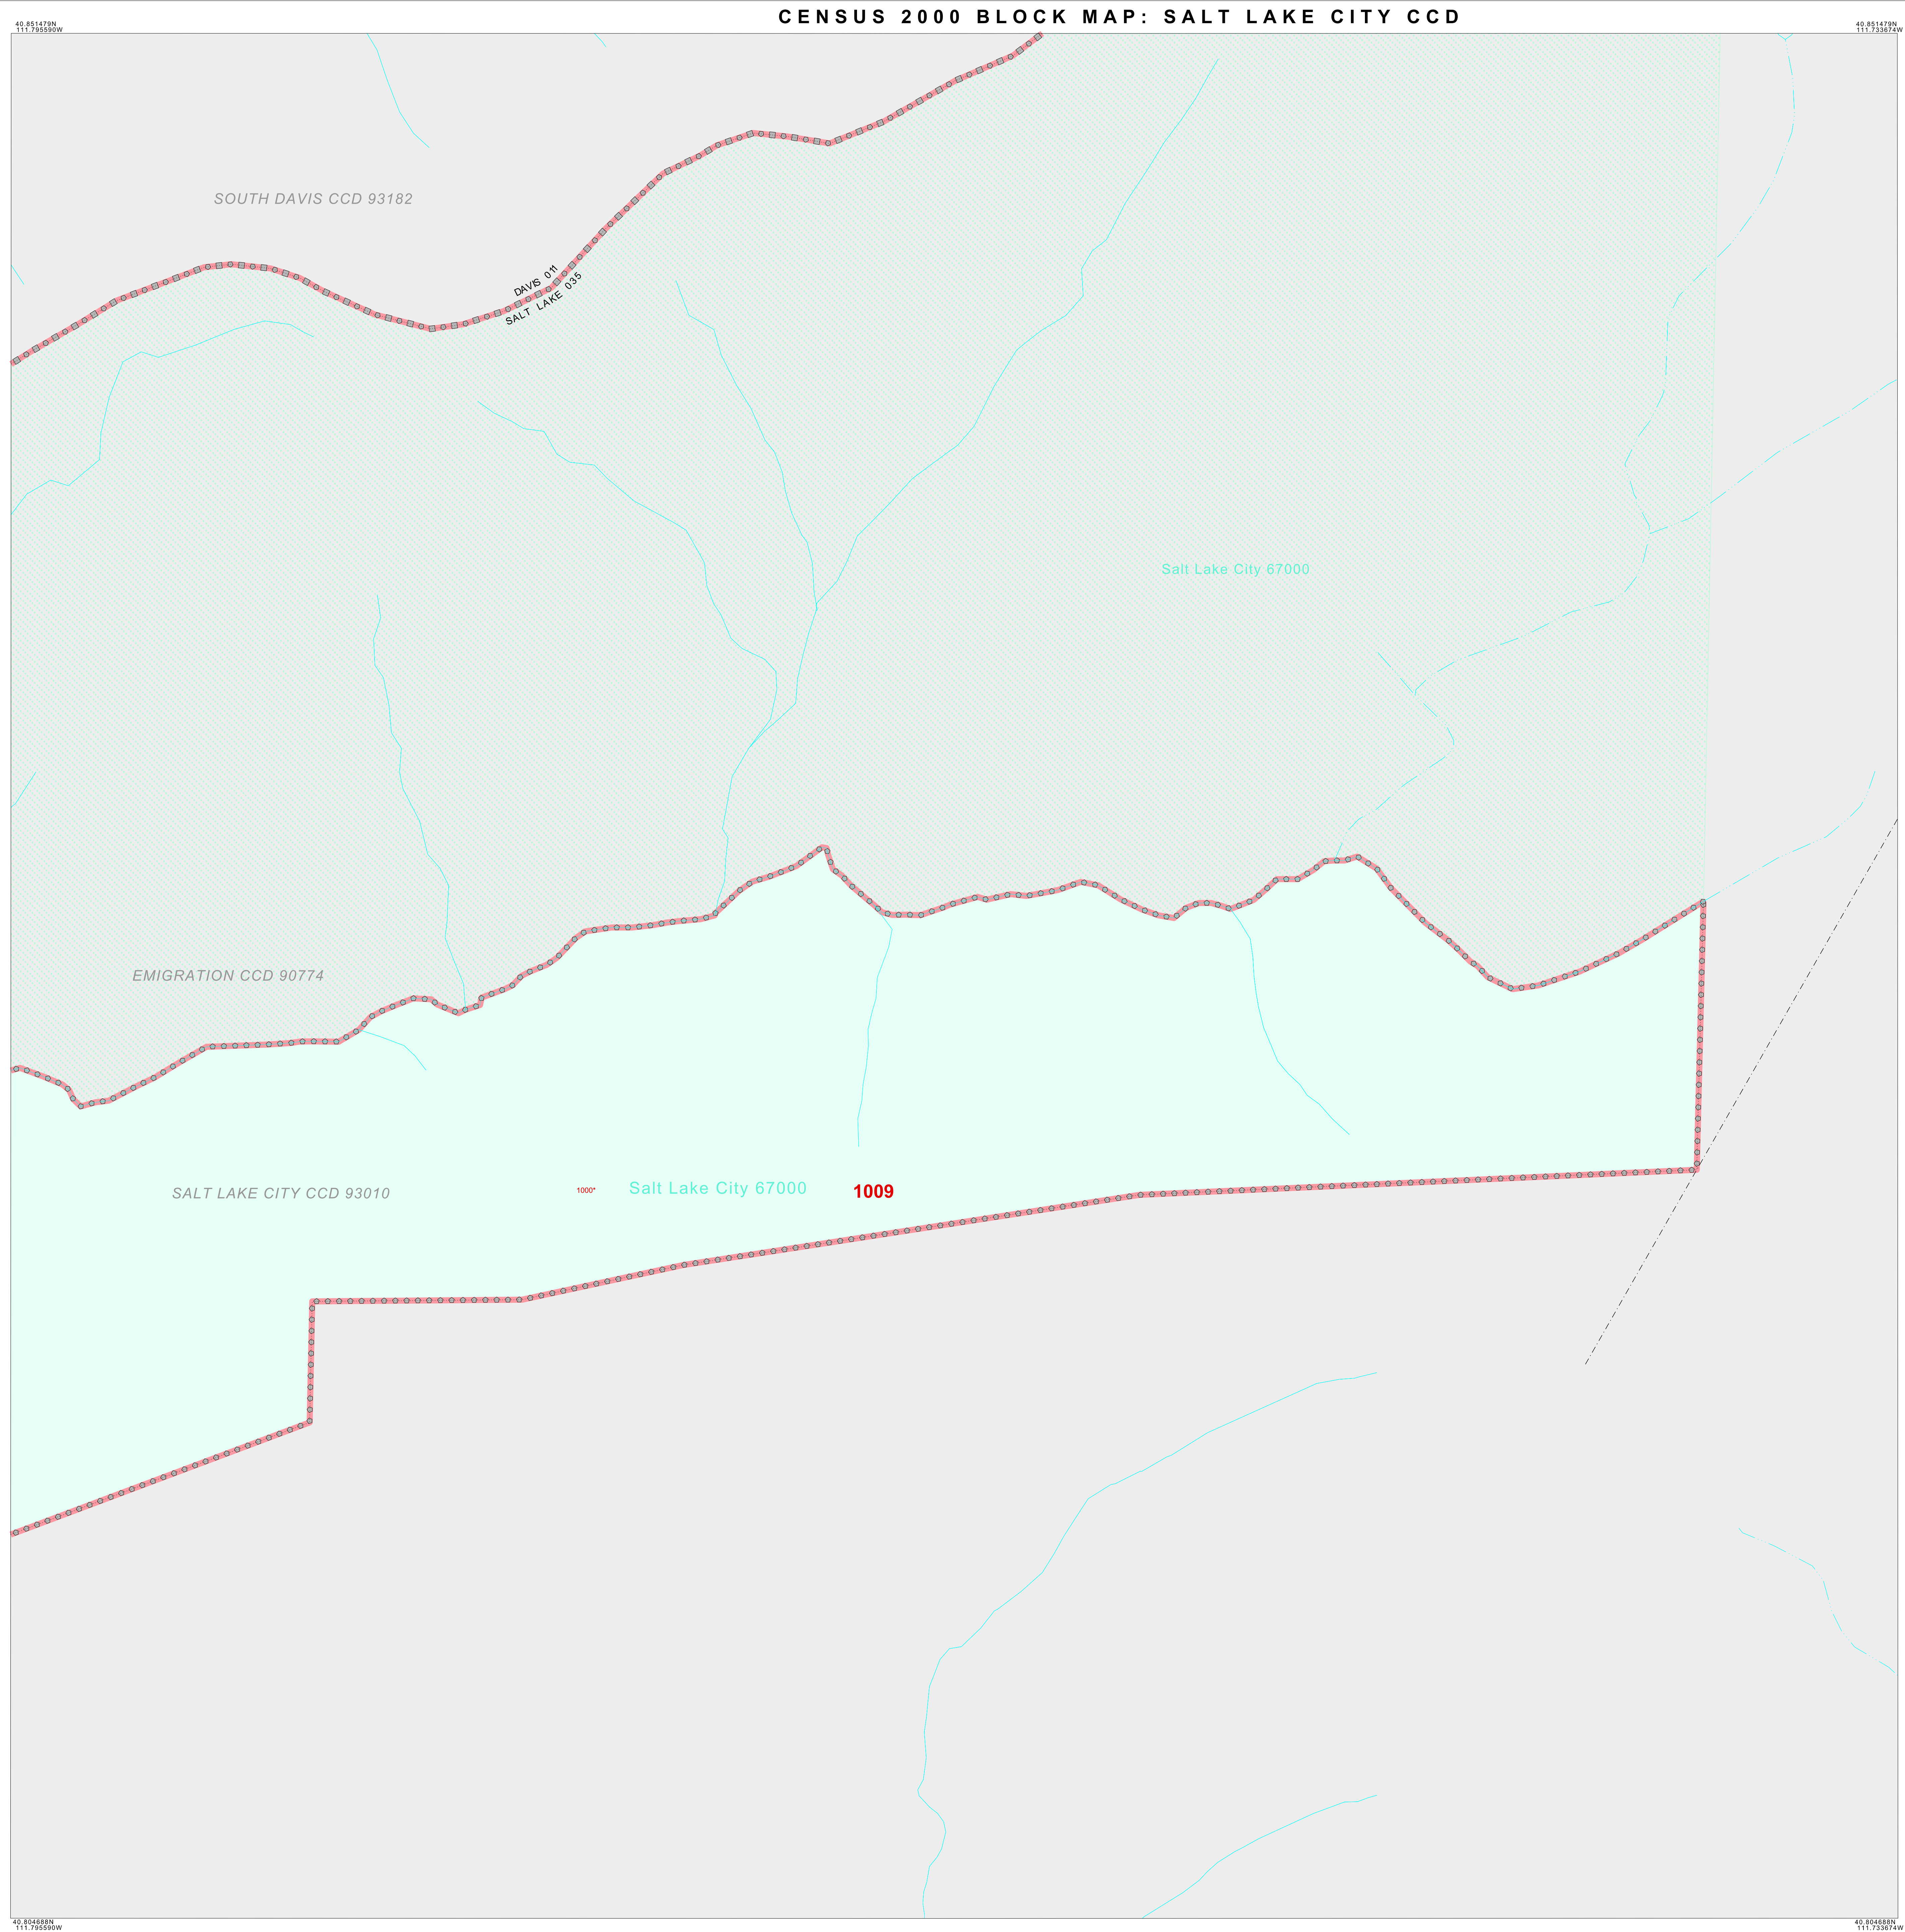 CENSUS 2000 BLOCK MAP: SALT LAKE CITY CCD
40.851479N
111.795590W
40.851479N
111.733674W
SOUTH DAVIS CCD 93182
DAVIS 011
SALT LAKE 035
Salt Lake City 67000
EMIGRATION CCD 90774
SALT LAKE CITY CCD 93010
1000*
Salt Lake City 67000
1009
40.804688N
111.795590W
40.804688N
111.733674W